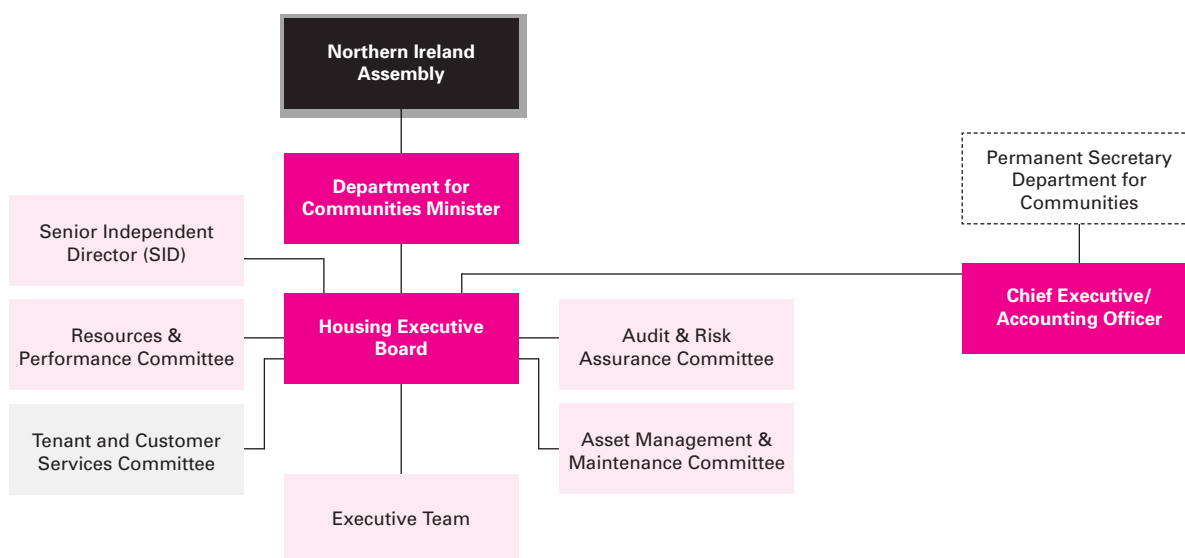 Northern Ireland
Assembly
Department for
Communities Minister
Permanent Secretary
Department for
Communities
Senior Independent
Director (SID)
Chief Executive/
Accounting Officer
Housing Executive
Board
Resources &
Performance Committee
Audit & Risk
Assurance Committee
Tenant and Customer
Services Committee
Asset Management &
Maintenance Committee
Executive Team